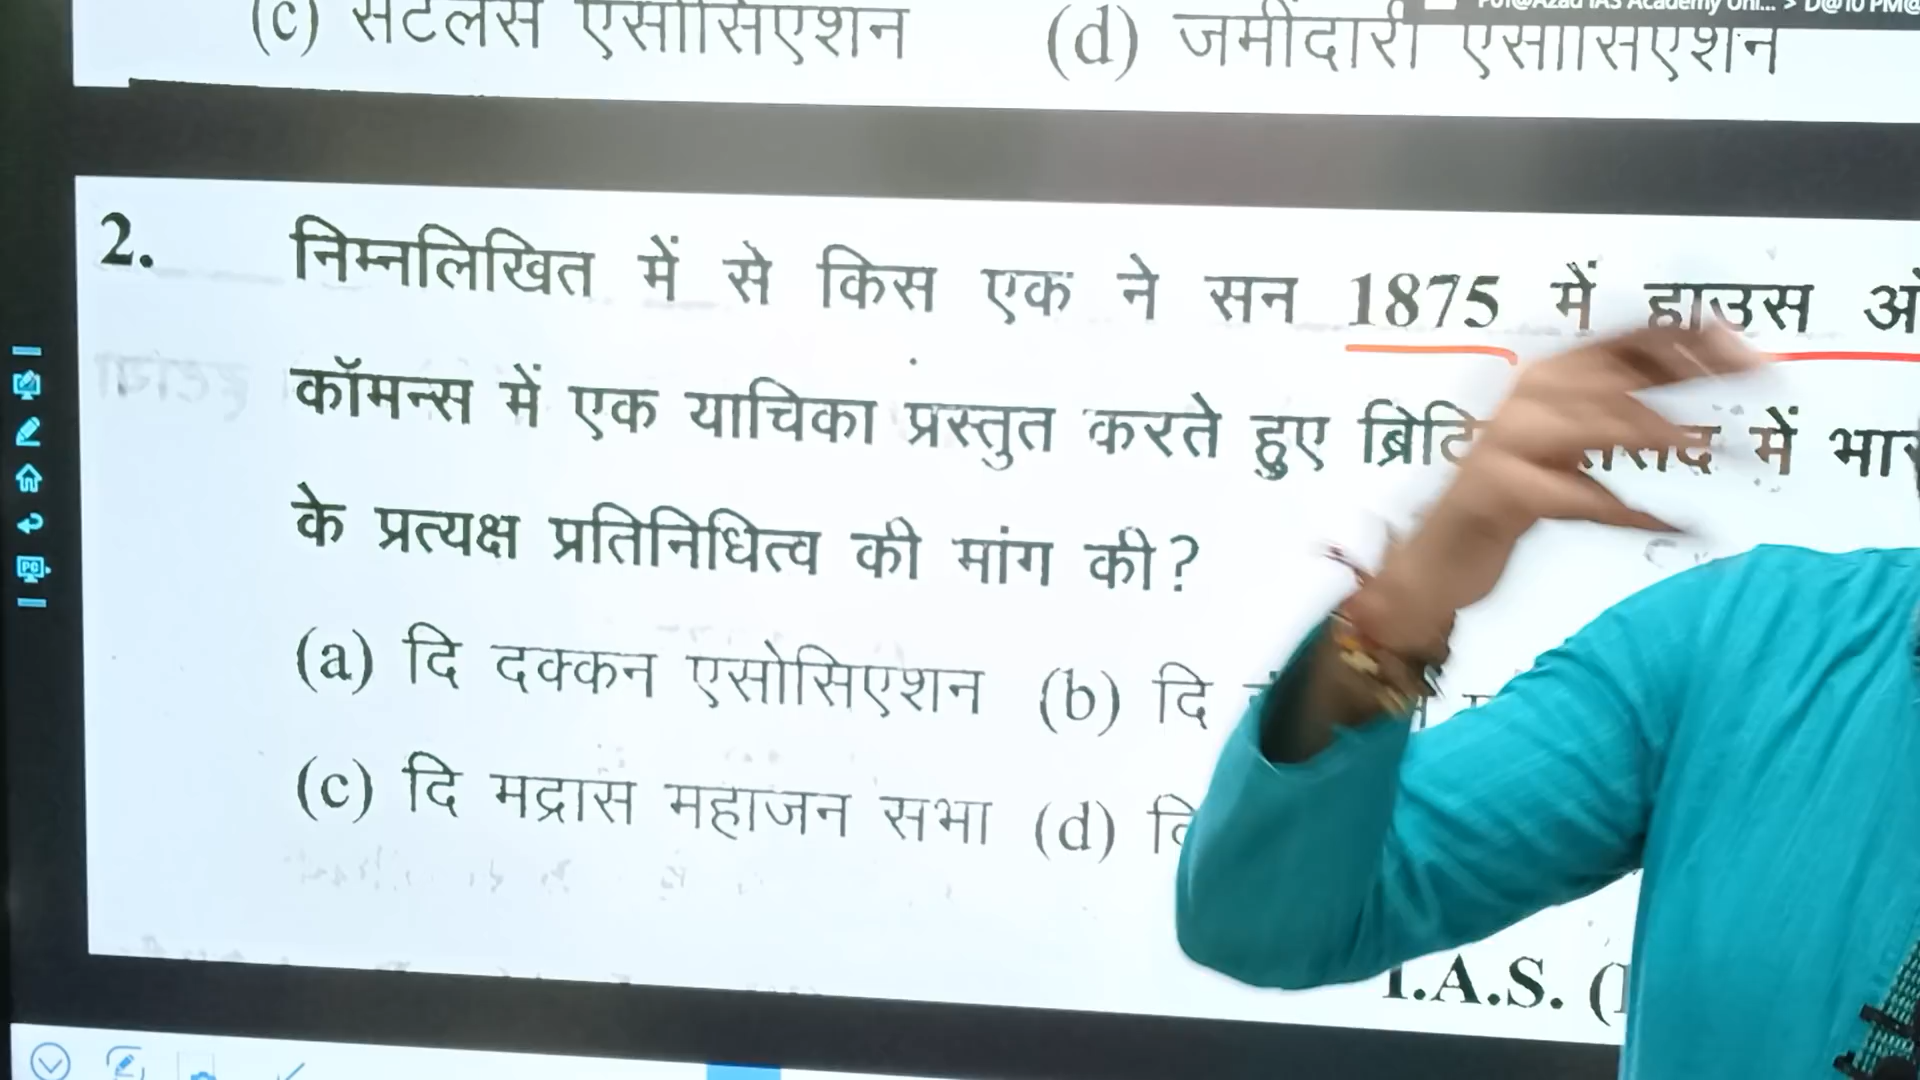 (c) सेटलर्स एसोसिएशन (d) जमींदारी एसोसिएशन
2. निम्नलिखित में से किस एक ने सन 1875 में हाउस
कॉमन्स में एक याचिका प्रस्तुत करते हुए में
के प्रत्यक्ष प्रतिनिधित्व की मांग की?
(a) दि दक्कन एसोसिएशन (b) दि
(c) दि मद्रास महाजन सभा (d)
I.A.S.